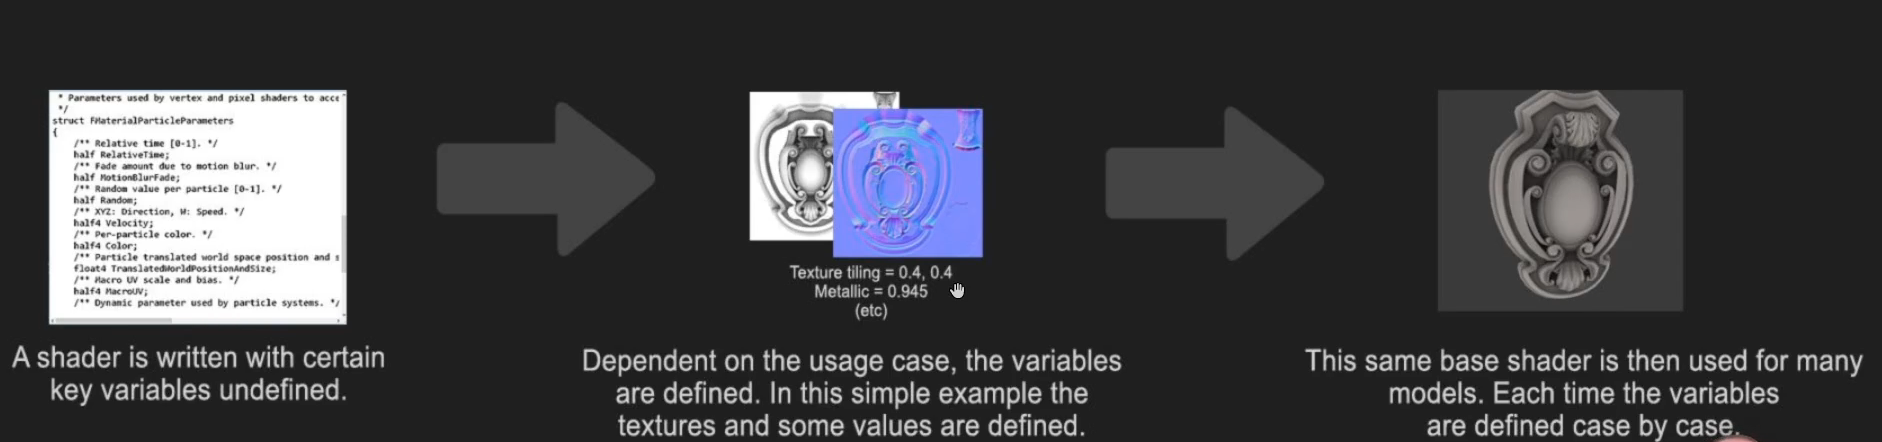 * Parameters used by vertex and pixel shaders to acce
*/
struct FMaterialParticleParameters
{
/** Relative time [0-1]. */
half RelativeTime;
/** Fade amount due to motion blur. */
half MotionBlurFade;
/** Random value per particle [0-1]. */
half Random;
/** XYZ: Direction, W: Speed. */
half4 Velocity;
/** Per-particle color. */
half4 Color;
/** Particle translated world space position and s
float4 TranslatedWorldPositionAndSize;
/** Macro UV scale and bias. */
half4 MacroUV;
/** Dynamic parameter used by particle systems. */
A shader is written with certain
key variables undefined.
Texture tiling = 0.4, 0.4
Metallic = 0.945
(etc)
Dependent on the usage case, the variables
are defined. In this simple example the
textures and some values are defined.
This same base shader is then used for many
models. Each time the variables
are defined case by case.